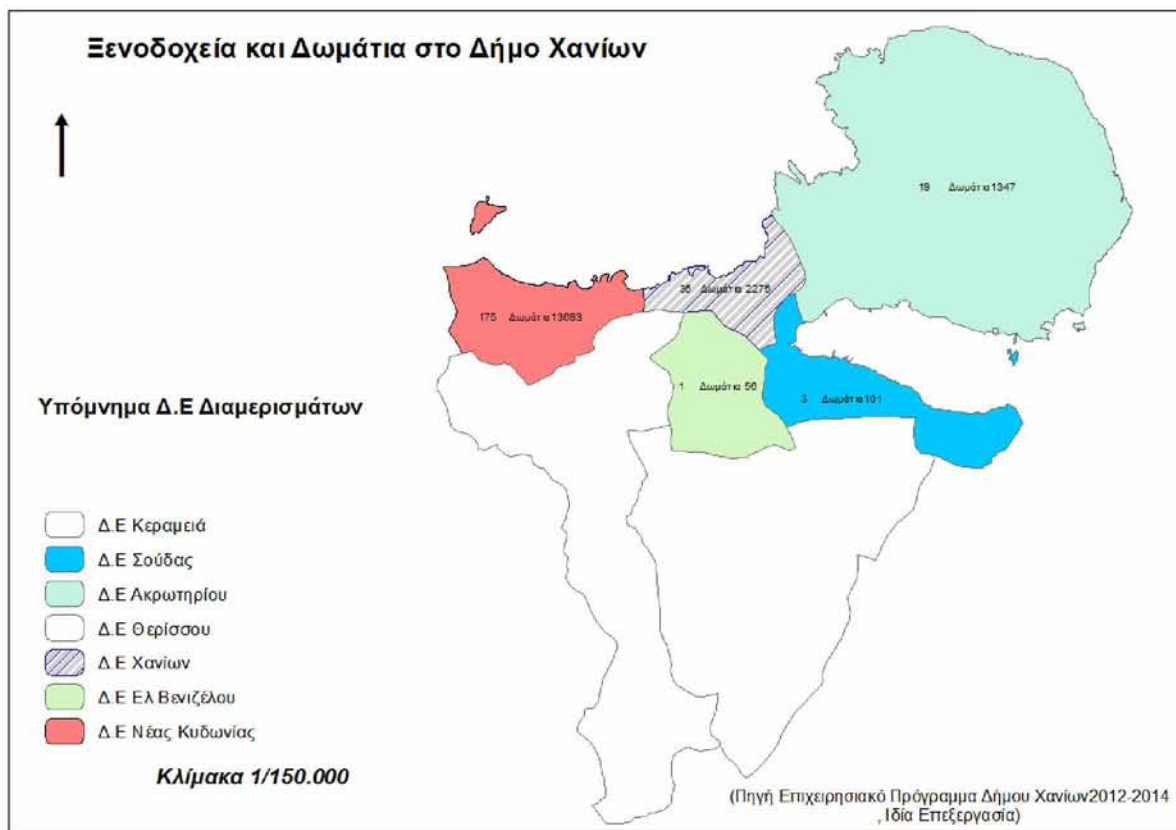 Ξενοδοχεία και Δωμάτια στο Δήμο Χανίων
19 Δωμάτια 1347
36 Δωμάτια 2276
175 Δωμάτια 13083
1 Δωμάτια 56
3 Δωμάτια 101
Υπόμνημα Δ.Ε Διαμερισμάτων
Δ.Ε Κεραμειά
Δ.Ε Σούδας
Δ.Ε Ακρωτηρίου
Δ.Ε Θερίσσου
Δ.Ε Χανίων
Δ.Ε Ελ Βενιζέλου
Δ.Ε Νέας Κυδωνίας
Κλίμακα 1/150.000
(Πηγή Επιχειρησιακό Πρόγραμμα Δήμου Χανίων2012-2014
, Ιδία Επεξεργασία)